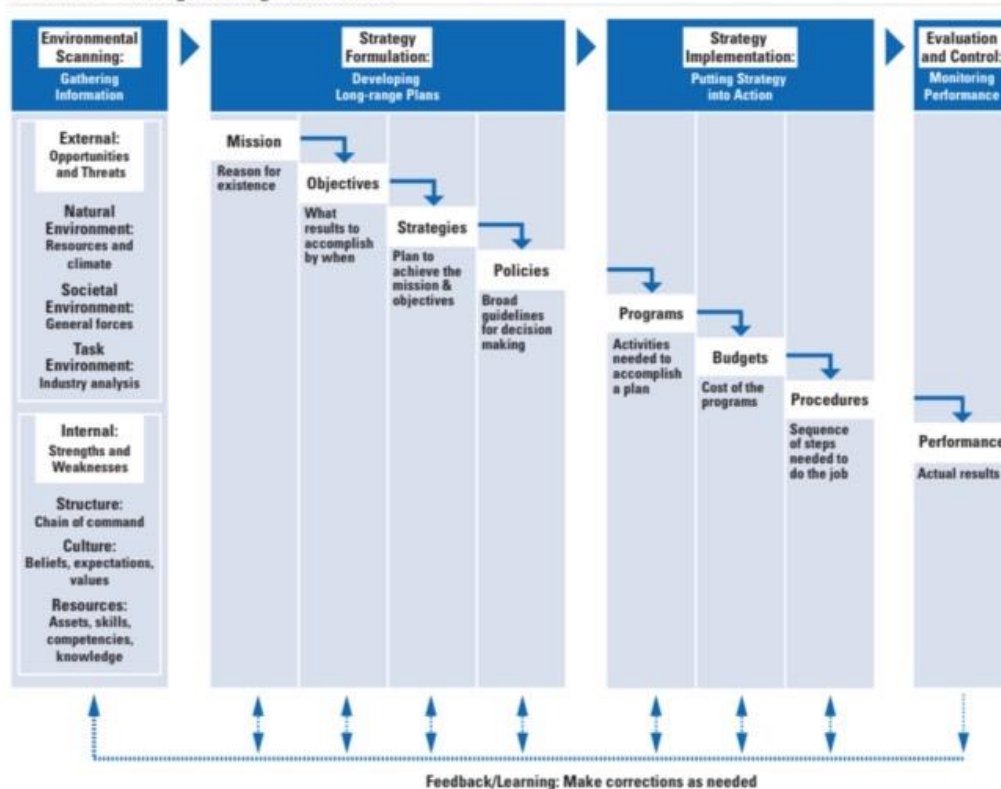 Environmental
Scanning:
Gathering
Information
External:
Opportunities
and Threats
Natural
Environment:
Resources and
climate
Societal
Environment:
General forces
Task
Environment:
Industry analysis
Internal:
Strengths and
Weaknesses
Structure:
Chain of command
Culture:
Beliefs, expectations,
values
Resources:
Assets, skills,
competencies,
knowledge
Strategy
Formulation:
Developing
Long-range Plans
Mission
Reason for
existence
Objectives
What
results to
accomplish
by when
Strategies
Plan to
achieve the
mission &
objectives
Policies
Broad
guidelines
for decision
making
Strategy
Implementation:
Putting Strategy
into Action
Programs
Activities
needed to
accomplish
a plan
Budgets
Cost of the
programs
Procedures
Sequence
of steps
needed to
do the job
Evaluation
and Control:
Monitoring
Performance
Performance
Actual results
Feedback/Learning: Make corrections as needed